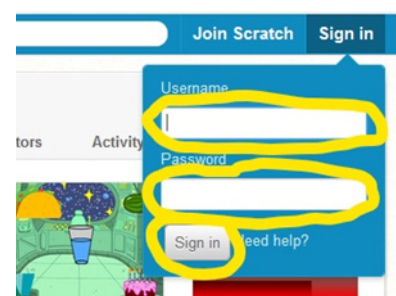 Join Scratch Sign in
Username
tors Activity
Password
Sign in Need help?